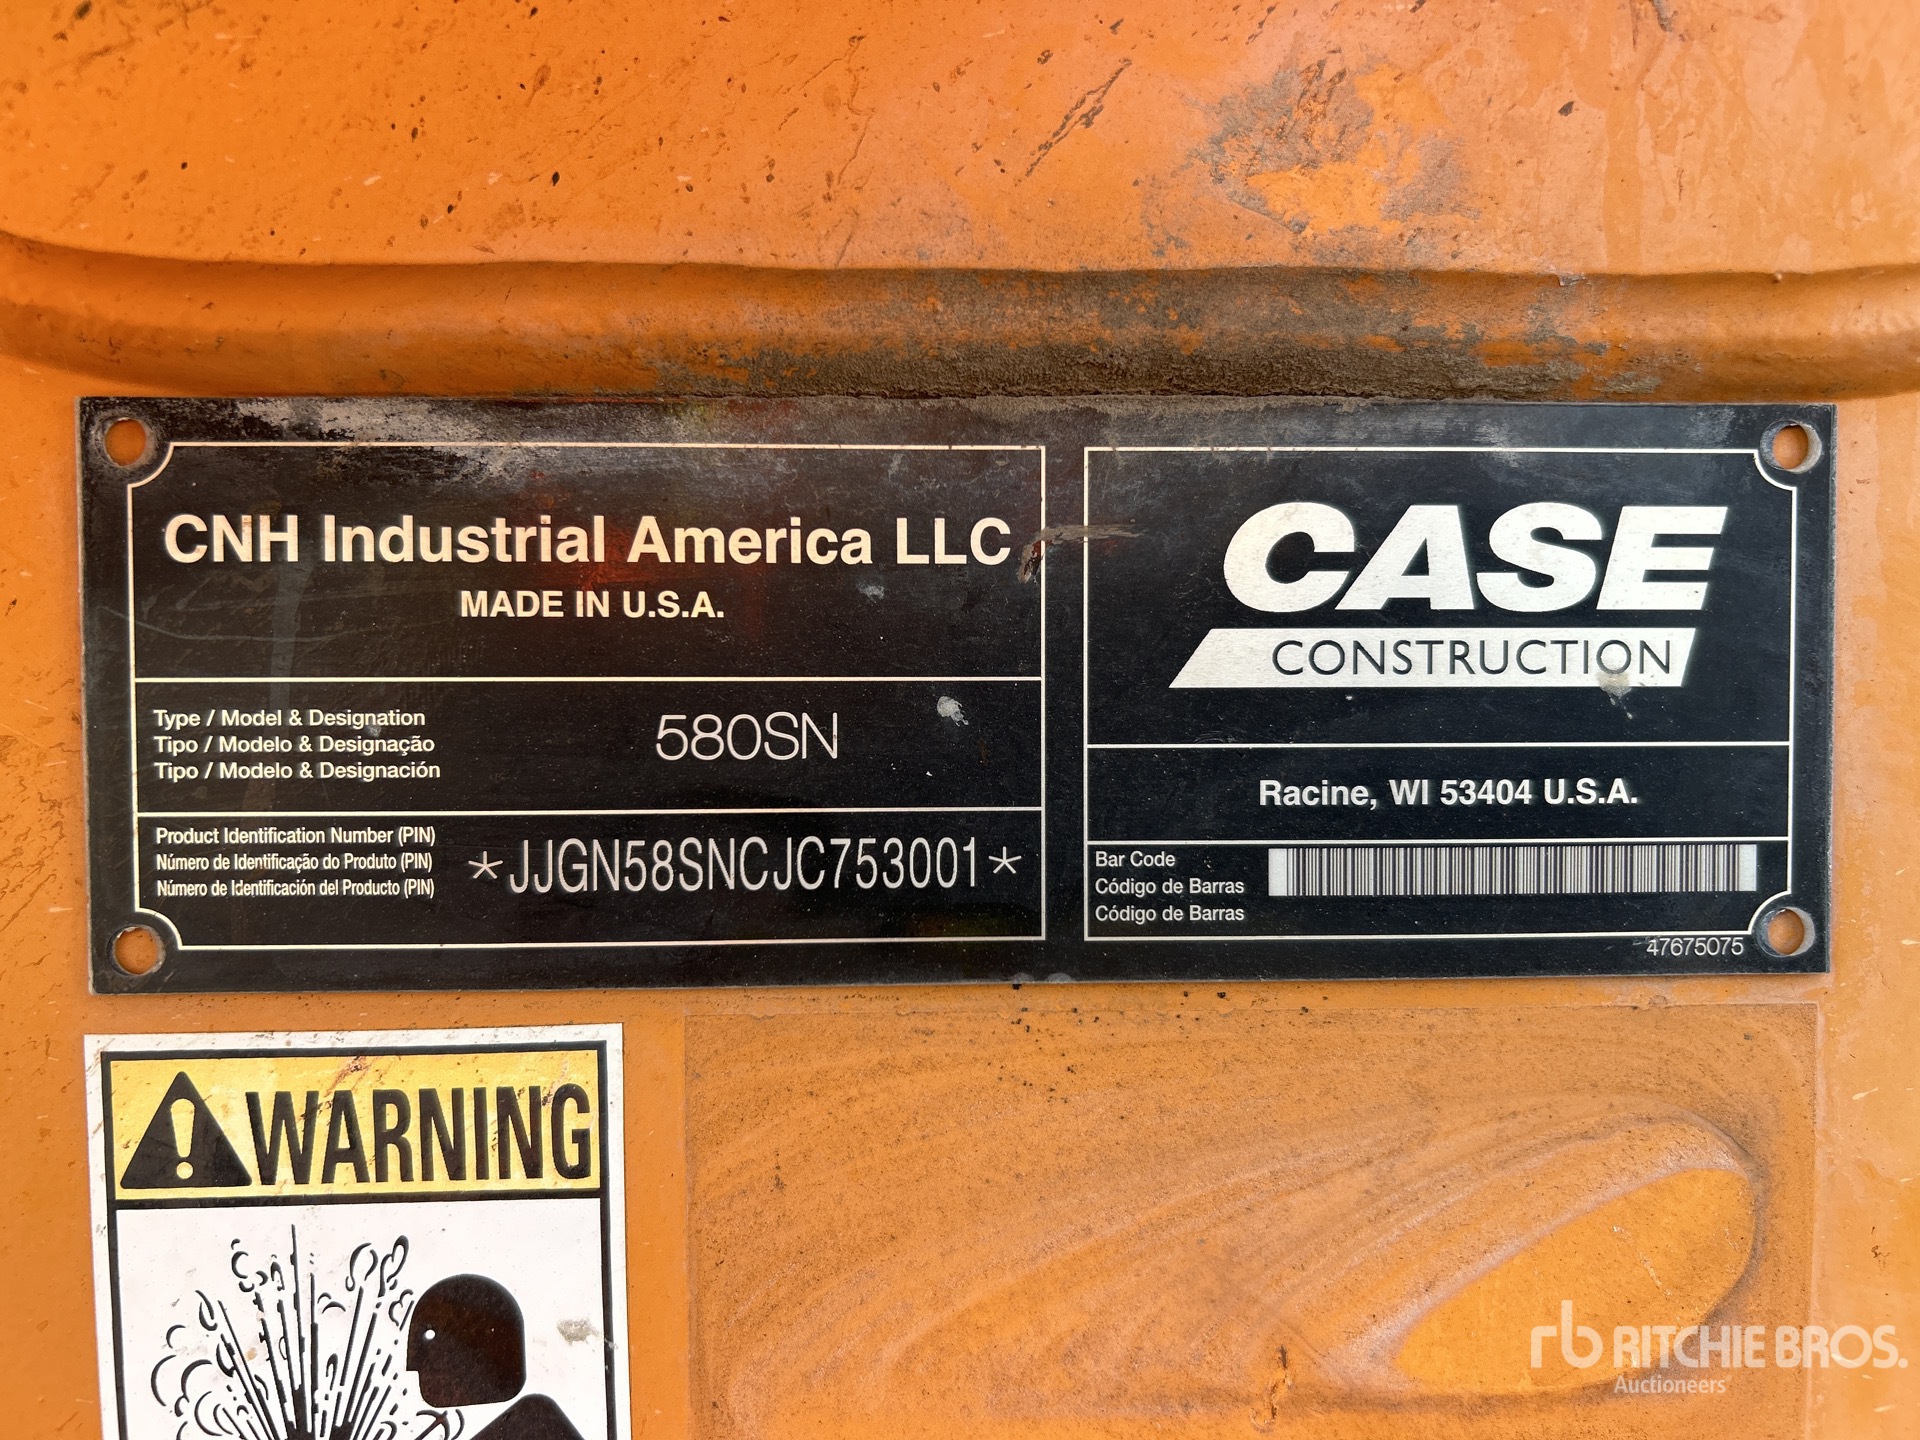 CNH Industrial America LLC
MADE IN U.S.A.
Type / Model & Designation
Tipo / Modelo & Designação
Tipo / Modelo & Designación
580SN
Product Identification Number (PIN)
Número de Identificação do Produto (PIN)
Número de Identificación del Producto (PIN)
*JJGN58SNCJC753001*
CASE
CONSTRUCTION
Racine, WI 53404 U.S.A.
Bar Code
Código de Barras
Código de Barras
47675075
WARNING
rb RITCHIE BROS.
Auctioneers